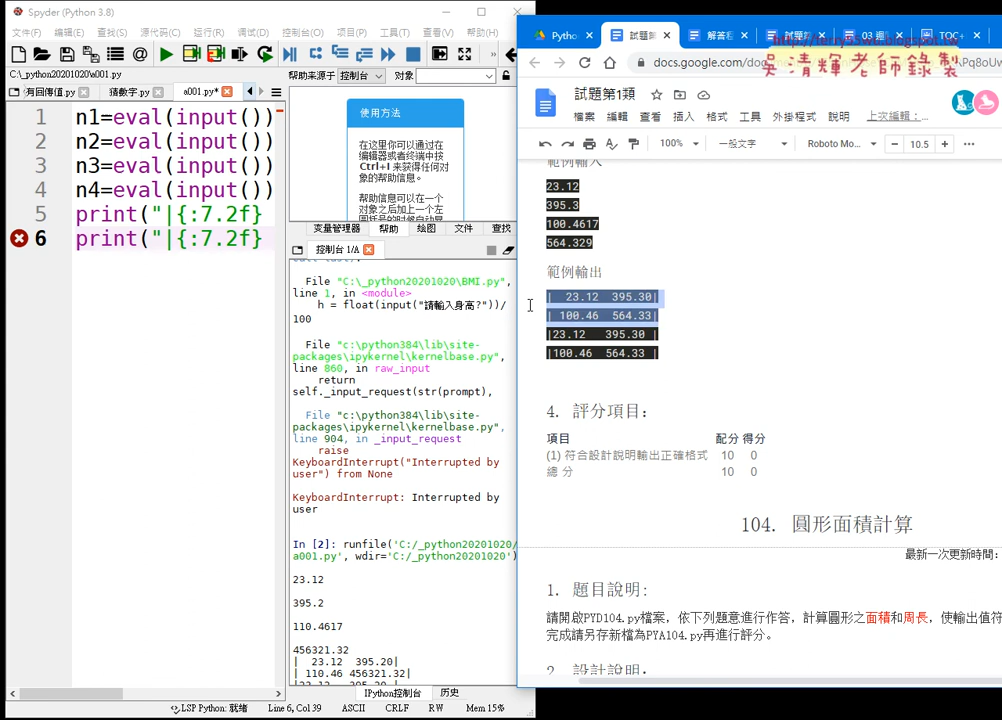 Spyder (Python 3.8)
文件(F) 编辑(E) 查找(S) 源代码(C) 运行(R) 调试(D) 控制台(O) 项目(P) 工具(T) 查看(V) 帮助(H)
C:\_python20201020\a001.py
有回傳值.py 猜數字.py a001.py*
1 n1=eval(input())
2 n2=eval(input())
3 n3=eval(input())
4 n4=eval(input())
5 print("|{:7.2f}
6 print("|{:7.2f}
帮助来源于 控制台 对象
使用方法
在这里你可以通过在
编辑器或者终端中按
Ctrl+I 来获得任何对
象的帮助信息。
帮助信息可以在一个
对象之后加上一个左
变量管理器 帮助 绘图 文件 查找
控制台 1/A
File "C:\_python20201020\BMI.py",
line 1, in <module>
h = float(input("請輸入身高?"))/
100
File "c:\python384\lib\site-
packages\ipykernel\kernelbase.py",
line 860, in raw_input
return
self._input_request(str(prompt),
File "c:\python384\lib\site-
packages\ipykernel\kernelbase.py",
line 904, in _input_request
raise
KeyboardInterrupt("Interrupted by
user") from None
KeyboardInterrupt: Interrupted by
user
In [2]: runfile('C:/_python20201020/
a001.py', wdir='C:/_python20201020')
23.12
395.2
110.4617
456321.32
|  23.12  395.20|
| 110.46 456321.32|
IPython控制台 历史
LSP Python: 就绪 Line 6, Col 39 ASCII CRLF RW Mem 15%
Pytho 試題 試題 解答 試題 03 TOC
http://terry55wu.blogspot.tw
吳清輝老師錄製
docs.google.com/do
試題第1類
檔案 編輯 查看 插入 格式 工具 外掛程式 說明 上次編輯：...
100% 一般文字 Roboto Mo... 10.5
範例輸入
23.12
395.3
100.4617
564.329
範例輸出
|  23.12  395.30|
| 100.46  564.33|
|23.12   395.30 |
|100.46  564.33 |
4. 評分項目：
項目 配分 得分
(1) 符合設計說明輸出正確格式 10 0
總 分 10 0
104. 圓形面積計算
最新一次更新時間:
1. 題目說明:
請開啟PYD104.py檔案，依下列題意進行作答，計算圓形之面積和周長，使輸出值符
完成請另存新檔為PYA104.py再進行評分。
2. 設計說明：